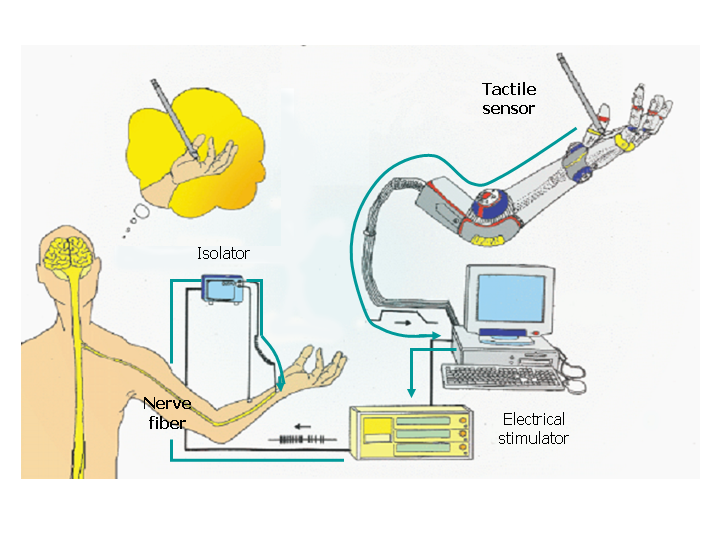 Tactile
sensor
Isolator
Nerve
fiber
Electrical
stimulator